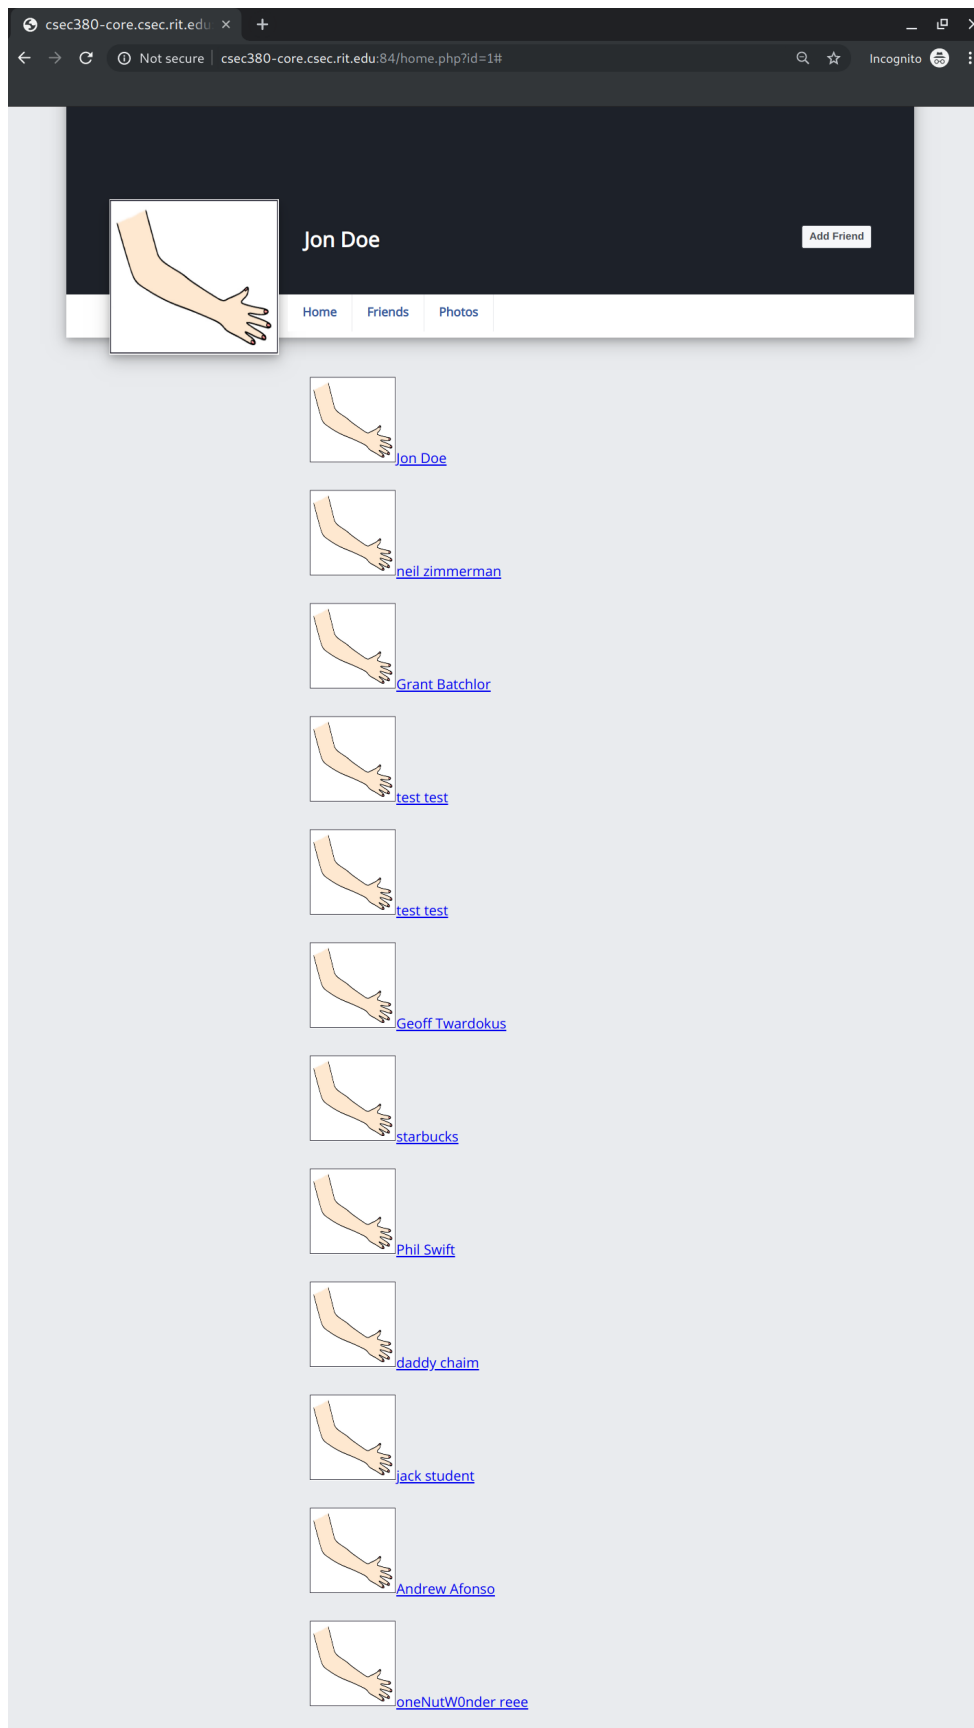 csec380-core.csec.rit.edu
Not secure csec380-core.csec.rit.edu:84/home.php?id=1# Incognito
Jon Doe
Add Friend
Home Friends Photos
Jon Doe
neil zimmerman
Grant Batchlor
test test
test test
Geoff Twardokus
starbucks
Phil Swift
daddy chaim
jack student
Andrew Afonso
oneNutW0nder reee